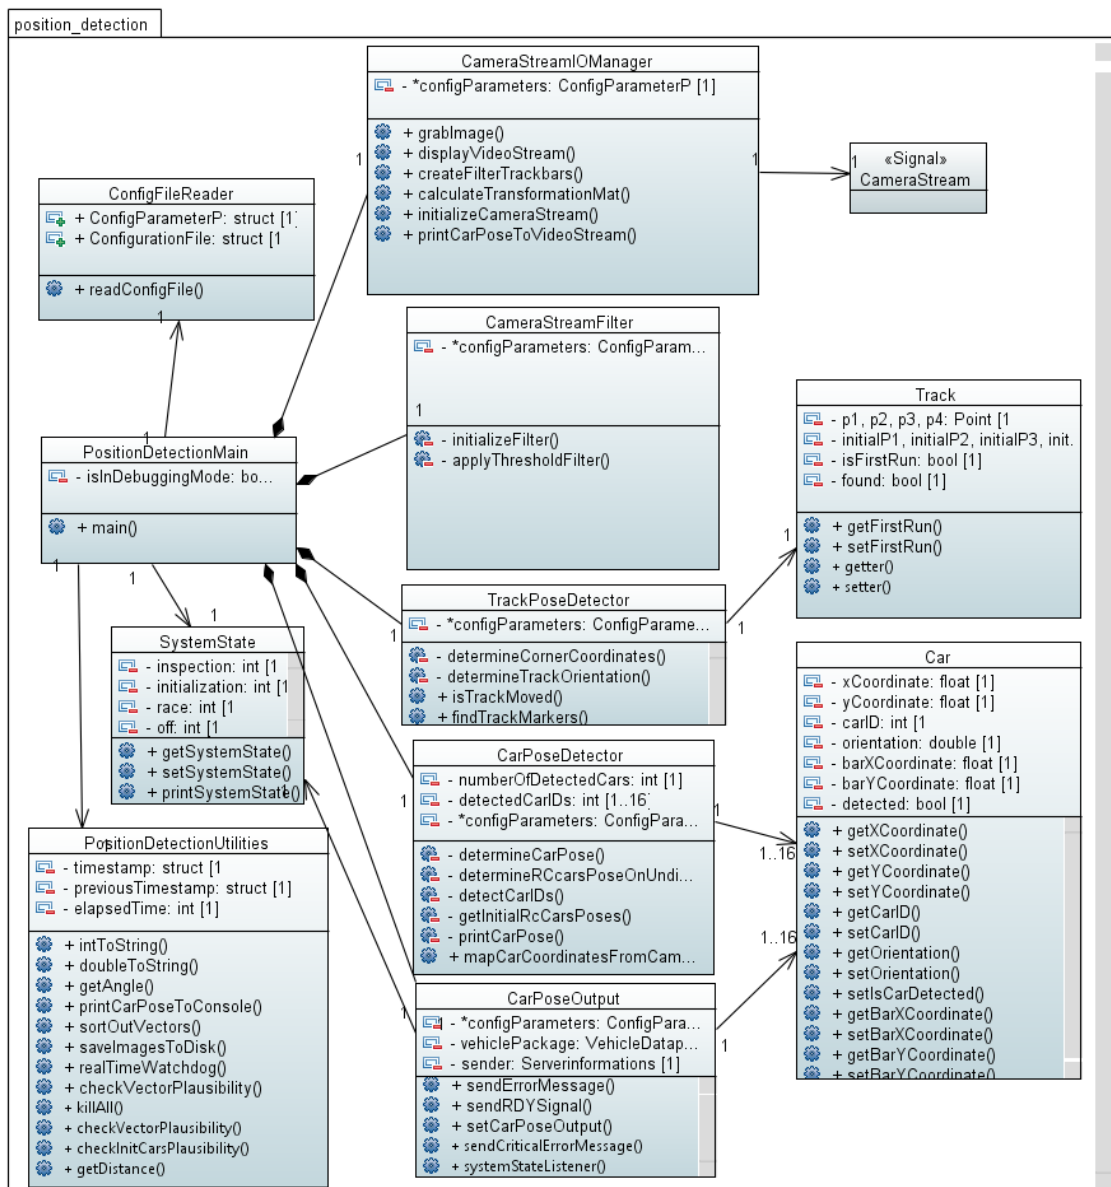 position_detection
CameraStreamIOManager
- *configParameters: ConfigParameterP [1]
+ grabImage()
+ displayVideoStream()
+ createFilterTrackbars()
+ calculateTransformationMat()
+ initializeCameraStream()
+ printCarPoseToVideoStream()
1
1
1
«Signal»
CameraStream
ConfigFileReader
+ ConfigParameterP: struct [1]
+ ConfigurationFile: struct [1
+ readConfigFile()
1
1
CameraStreamFilter
- *configParameters: ConfigParam...
1
- initializeFilter()
- applyThresholdFilter()
PositionDetectionMain
- isInDebuggingMode: bo...
+ main()
1
1
1
Track
- p1, p2, p3, p4: Point [1
- initialP1, initialP2, initialP3, init.
- isFirstRun: bool [1]
- found: bool [1]
+ getFirstRun()
+ setFirstRun()
+ getter()
+ setter()
1
TrackPoseDetector
- *configParameters: ConfigParame...
- determineCornerCoordinates()
- determineTrackOrientation()
+ isTrackMoved()
+ findTrackMarkers()
1
1
SystemState
- inspection: int [1
- initialization: int [1
- race: int [1
- off: int [1
+ getSystemState()
+ setSystemState()
+ printSystemState()
1
Car
- xCoordinate: float [1]
- yCoordinate: float [1]
- carID: int [1
- orientation: double [1]
- barXCoordinate: float [1]
- barYCoordinate: float [1]
- detected: bool [1]
+ getXCoordinate()
+ setXCoordinate()
+ getYCoordinate()
+ setYCoordinate()
+ getCarID()
+ setCarID()
+ getOrientation()
+ setOrientation()
+ setIsCarDetected()
+ getBarXCoordinate()
+ setBarXCoordinate()
+ getBarYCoordinate()
+ setBarYCoordinate()
CarPoseDetector
- numberOfDetectedCars: int [1]
- detectedCarIDs: int [1..16]
- *configParameters: ConfigPara...
- determineCarPose()
- determineRCcarsPoseOnUndi...
- detectCarIDs()
- getInitialRcCarsPoses()
- printCarPose()
+ mapCarCoordinatesFromCam...
1
1
1..16
1..16
PositionDetectionUtilities
1
- timestamp: struct [1
- previousTimestamp: struct [1]
- elapsedTime: int [1]
+ intToString()
+ doubleToString()
+ getAngle()
+ printCarPoseToConsole()
+ sortOutVectors()
+ saveImagesToDisk()
+ realTimeWatchdog()
+ checkVectorPlausibility()
+ killAll()
+ checkVectorPlausibility()
+ checkInitCarsPlausibility()
+ getDistance()
CarPoseOutput
- *configParameters: ConfigPara...
- vehiclePackage: VehicleDatap...
- sender: Serverinformations [1]
+ sendErrorMessage()
+ sendRDYSignal()
+ setCarPoseOutput()
+ sendCriticalErrorMessage()
+ systemStateListener()
1
1
1